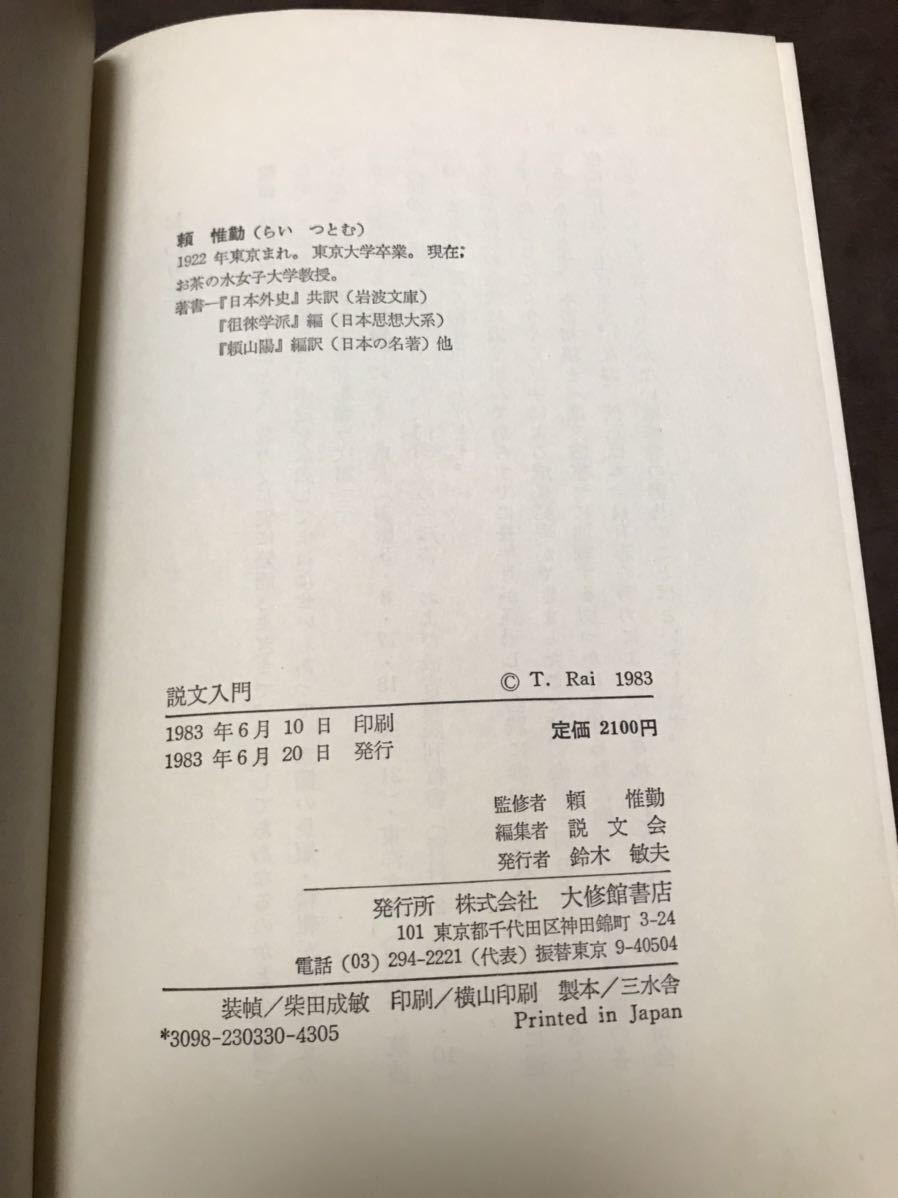 頼　惟勤（らい　つとむ）
1922 年東京まれ。東京大学卒業。現在;
お茶の水女子大学教授。
著書―『日本外史』共訳（岩波文庫）
『徂徠学派』編（日本思想大系）
『頼山陽』編訳（日本の名著）他
説文入門　© T. Rai 1983
1983 年 6 月 10 日　印刷　定価 2100円
1983 年 6 月 20 日　発行
監修者　頼　惟勤
編集者　説文会
発行者　鈴木敏夫
発行所　株式会社　大修館書店
101 東京都千代田区神田錦町 3-24
電話 (03) 294-2221（代表）振替東京 9-40504
装幀／柴田成敏　印刷／横山印刷　製本／三水舎
*3098-230330-4305　Printed in Japan